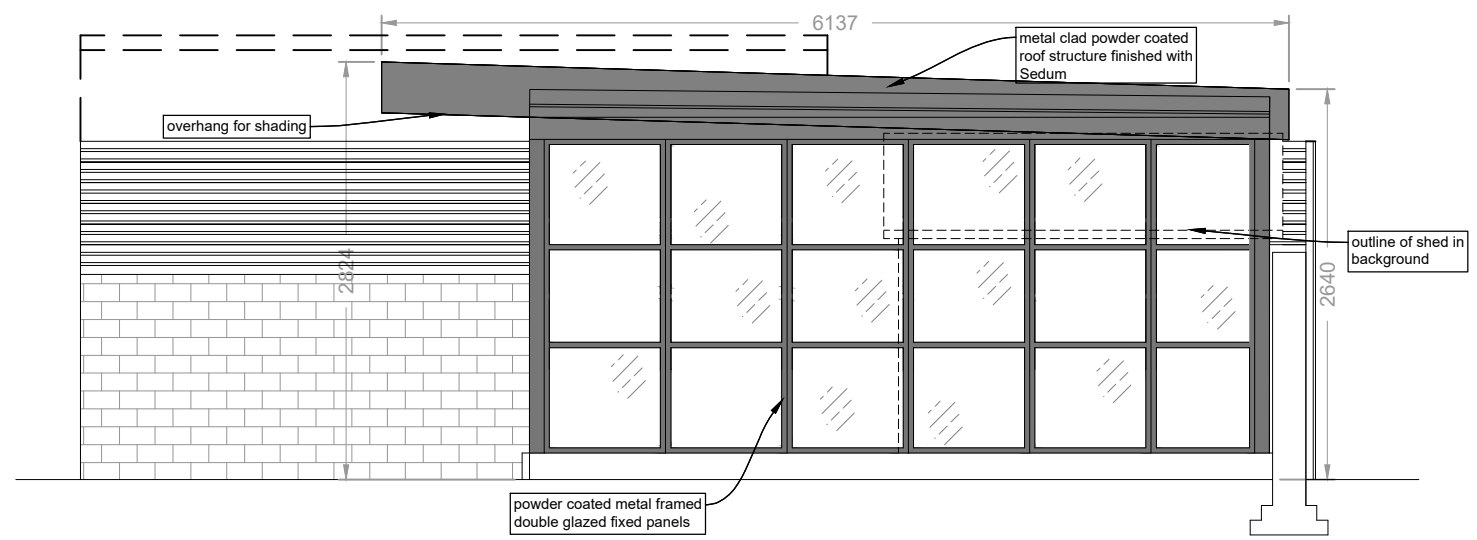 6137
metal clad powder coated
roof structure finished with
Sedum
overhang for shading
2824
outline of shed in
background
2640
powder coated metal framed
double glazed fixed panels